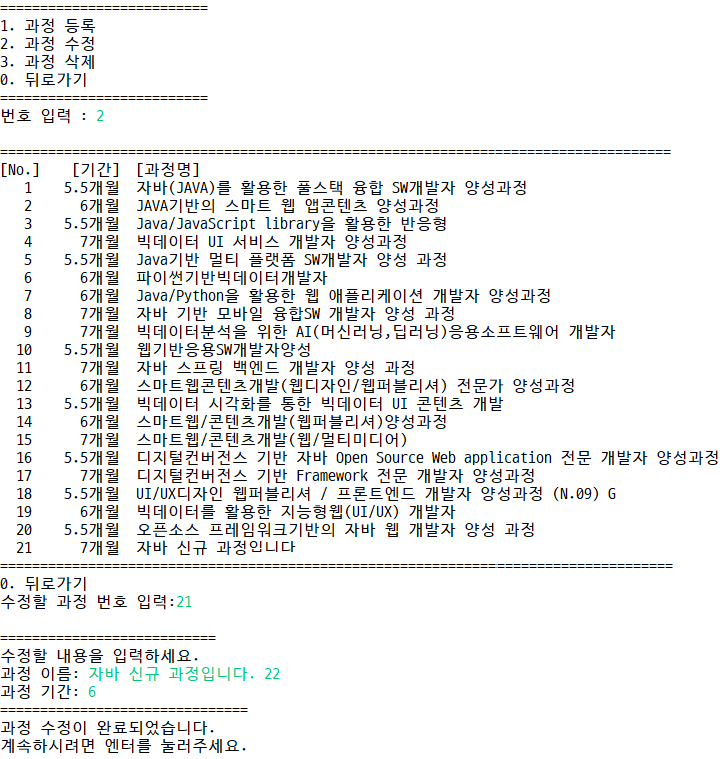 ==========================
1. 과정 등록
2. 과정 수정
3. 과정 삭제
0. 뒤로가기
==========================
번호 입력 : 2
====================================================================================
[No.] [기간] [과정명]
1 5.5개월 자바(JAVA)를 활용한 풀스택 융합 SW개발자 양성과정
2 6개월 JAVA기반의 스마트 웹 앱콘텐츠 양성과정
3 5.5개월 Java/JavaScript library을 활용한 반응형
4 7개월 빅데이터 UI 서비스 개발자 양성과정
5 5.5개월 Java기반 멀티 플랫폼 SW개발자 양성 과정
6 6개월 파이썬기반빅데이터개발자
7 6개월 Java/Python을 활용한 웹 애플리케이션 개발자 양성과정
8 7개월 자바 기반 모바일 융합SW 개발자 양성 과정
9 7개월 빅데이터분석을 위한 AI(머신러닝,딥러닝)응용소프트웨어 개발자
10 5.5개월 웹기반응용SW개발자양성
11 7개월 자바 스프링 백엔드 개발자 양성 과정
12 6개월 스마트웹콘텐츠개발(웹디자인/웹퍼블리셔) 전문가 양성과정
13 5.5개월 빅데이터 시각화를 통한 빅데이터 UI 콘텐츠 개발
14 6개월 스마트웹/콘텐츠개발(웹퍼블리셔)양성과정
15 7개월 스마트웹/콘텐츠개발(웹/멀티미디어)
16 5.5개월 디지털컨버전스 기반 자바 Open Source Web application 전문 개발자 양성과정
17 7개월 디지털컨버전스 기반 Framework 전문 개발자 양성과정
18 5.5개월 UI/UX디자인 웹퍼블리셔 / 프론트엔드 개발자 양성과정 (N.09) G
19 6개월 빅데이터를 활용한 지능형웹(UI/UX) 개발자
20 5.5개월 오픈소스 프레임워크기반의 자바 웹 개발자 양성 과정
21 7개월 자바 신규 과정입니다
====================================================================================
0. 뒤로가기
수정할 과정 번호 입력:21
===========================
수정할 내용을 입력하세요.
과정 이름: 자바 신규 과정입니다. 22
과정 기간: 6
===============================
과정 수정이 완료되었습니다.
계속하시려면 엔터를 눌러주세요.